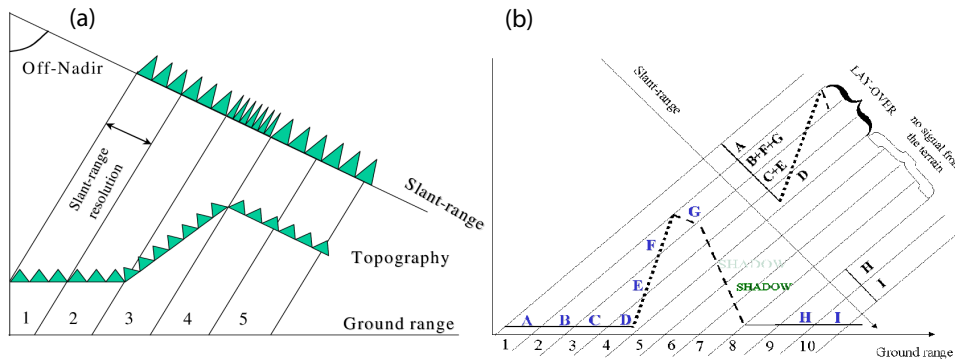 (a)
Off-Nadir
Slant-range
resolution
Slant-range
Topography
1 2 3 4 5
Ground range
(b)
Slant-range
LAY-OVER
no signal from
the terrain
A
B+F+G
C+E
D
G
F
E
SHADOW
SHADOW
H
I
A B C D H I
1 2 3 4 5 6 7 8 9 10
Ground range